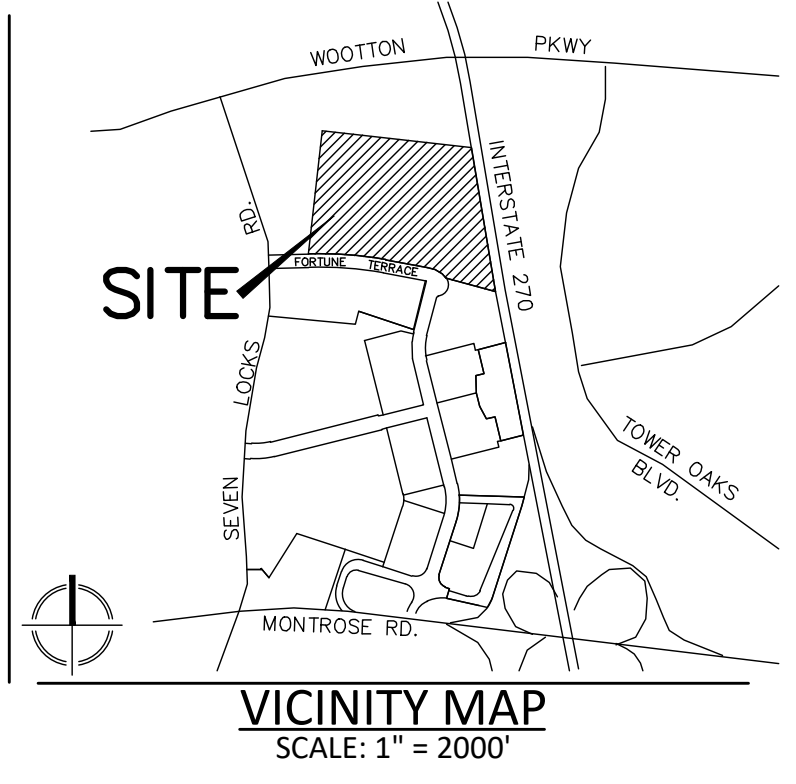 WOOTTON PKWY
INTERSTATE 270
RD.
FORTUNE TERRACE
SITE
LOCKS
TOWER OAKS
BLVD.
SEVEN
MONTROSE RD.
VICINITY MAP
SCALE: 1" = 2000'